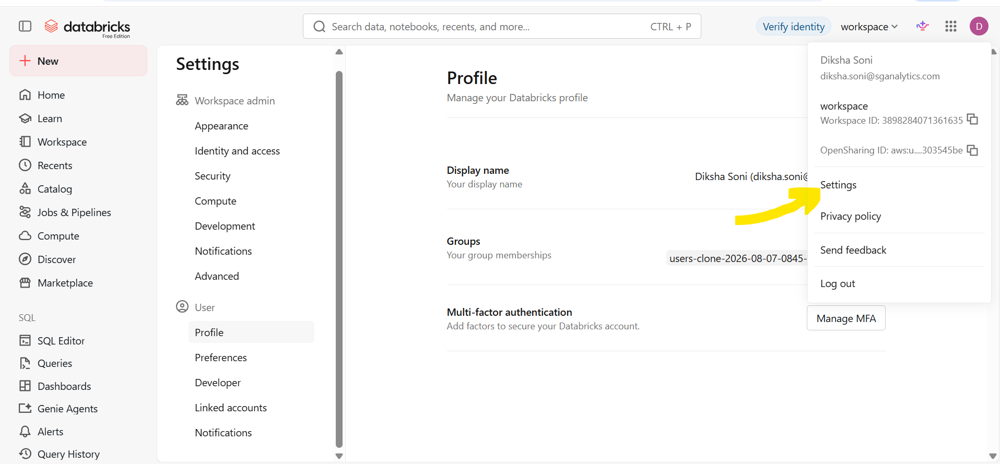 databricks
Free Edition
Search data, notebooks, recents, and more...
CTRL + P
Verify identity
workspace
D
New
Home
Learn
Workspace
Recents
Catalog
Jobs & Pipelines
Compute
Discover
Marketplace
SQL
SQL Editor
Queries
Dashboards
Genie Agents
Alerts
Query History
Settings
Workspace admin
Appearance
Identity and access
Security
Compute
Development
Notifications
Advanced
User
Profile
Preferences
Developer
Linked accounts
Notifications
Profile
Manage your Databricks profile
Display name
Your display name
Diksha Soni (diksha.soni@
Groups
Your group memberships
users-clone-2026-08-07-0845-
Multi-factor authentication
Add factors to secure your Databricks account.
Manage MFA
Diksha Soni
diksha.soni@sganalytics.com
workspace
Workspace ID: 3898284071361635
OpenSharing ID: aws:u....303545be
Settings
Privacy policy
Send feedback
Log out